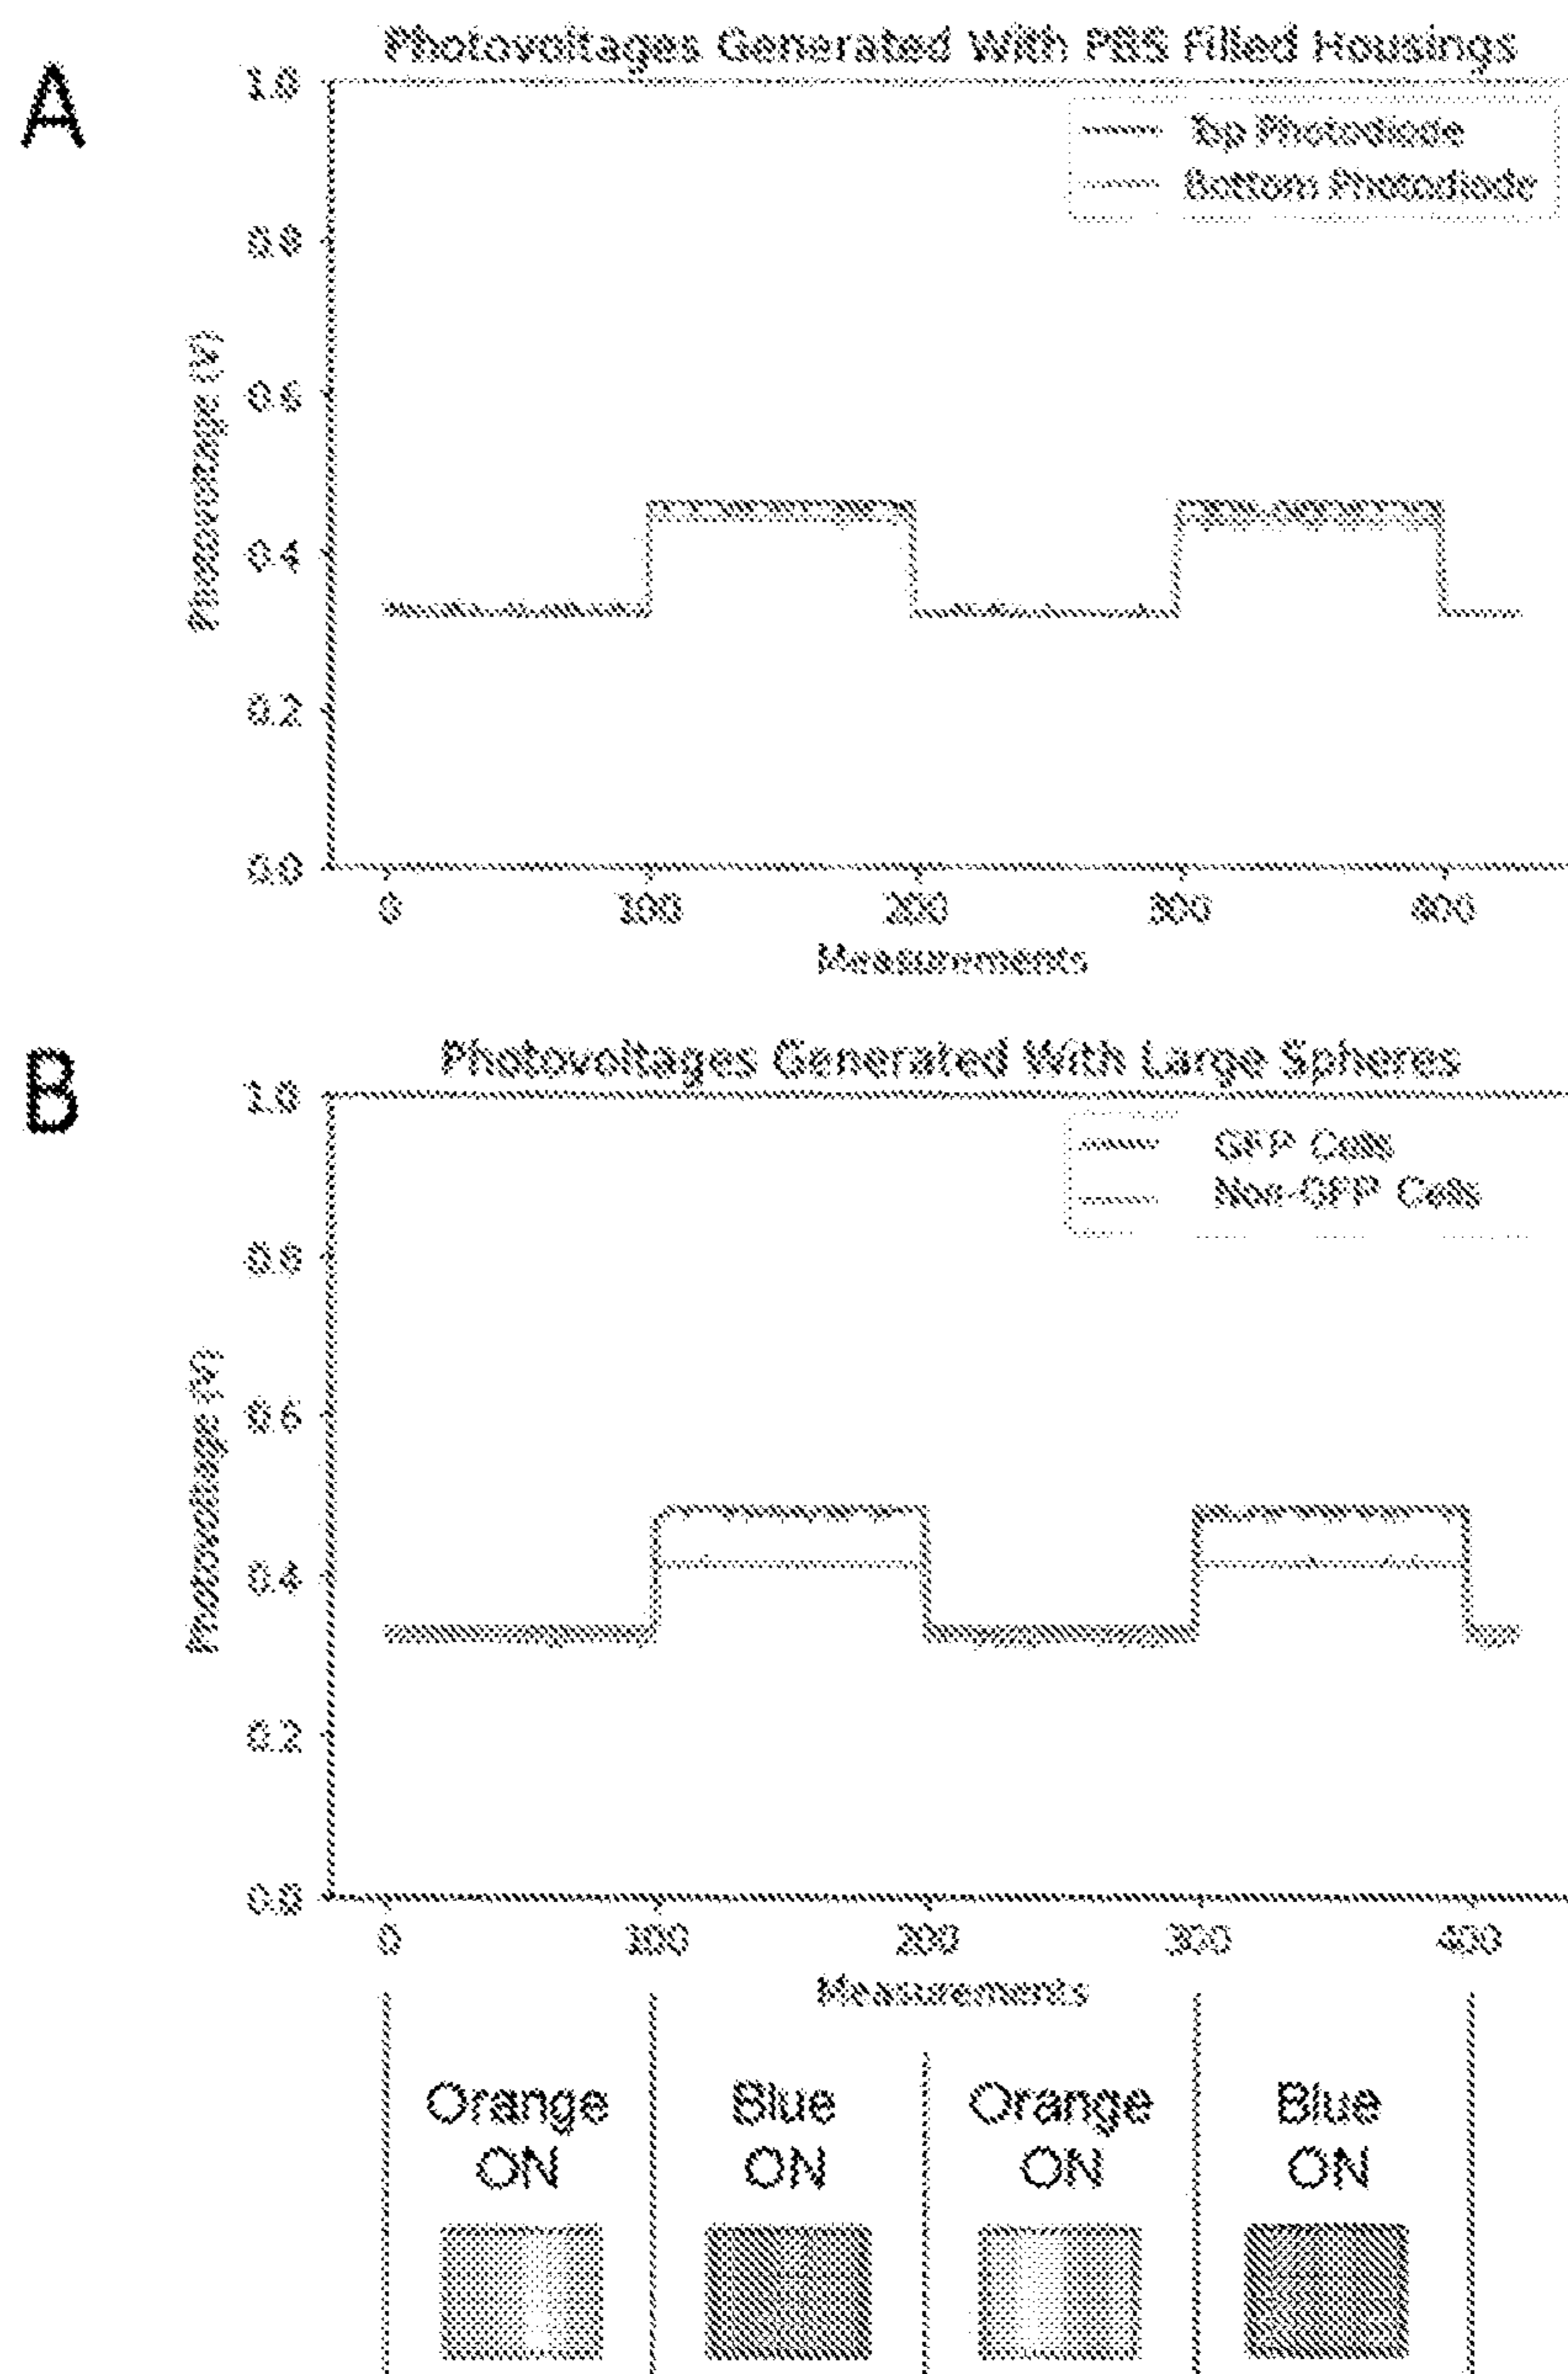 A
Photovoltages Generated With PBS Filled Housings
1.0
Top Photodiode
Bottom Photodiode
0.8
Photovoltage (V)
0.6
0.4
0.2
0.0
0 100 200 300 400
Measurements
B
Photovoltages Generated With Large Spheres
1.0
GFP Cells
Non-GFP Cells
0.8
Photovoltage (V)
0.6
0.4
0.2
0.0
0 100 200 300 400
Measurements
Orange Blue Orange Blue
ON ON ON ON